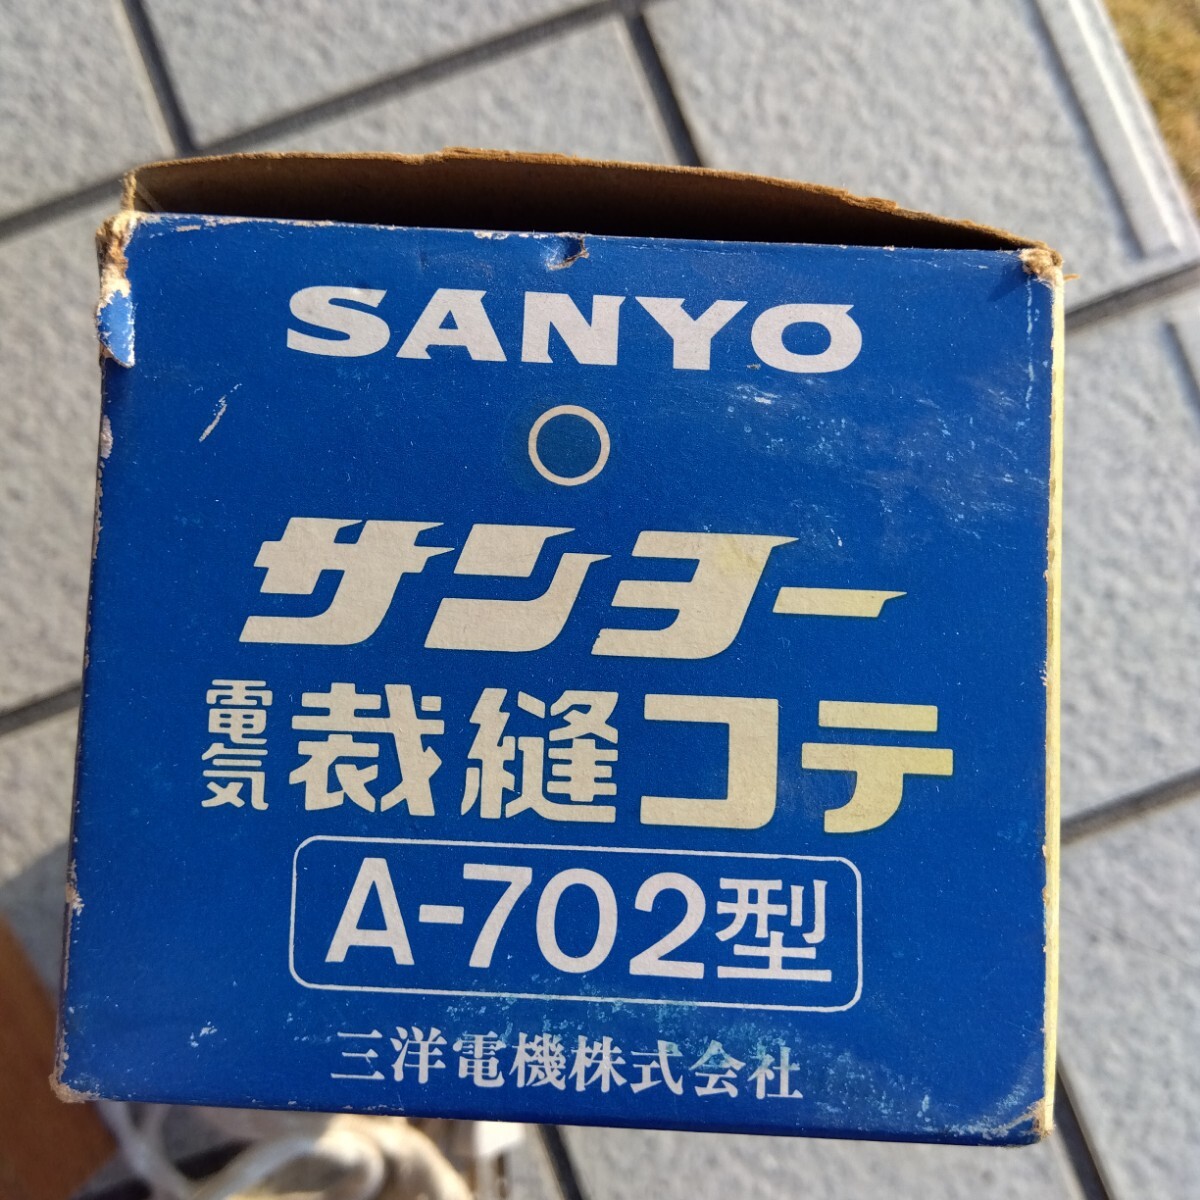 SANYO
サンヨー
電気裁縫コテ
A-702型
三洋電機株式会社